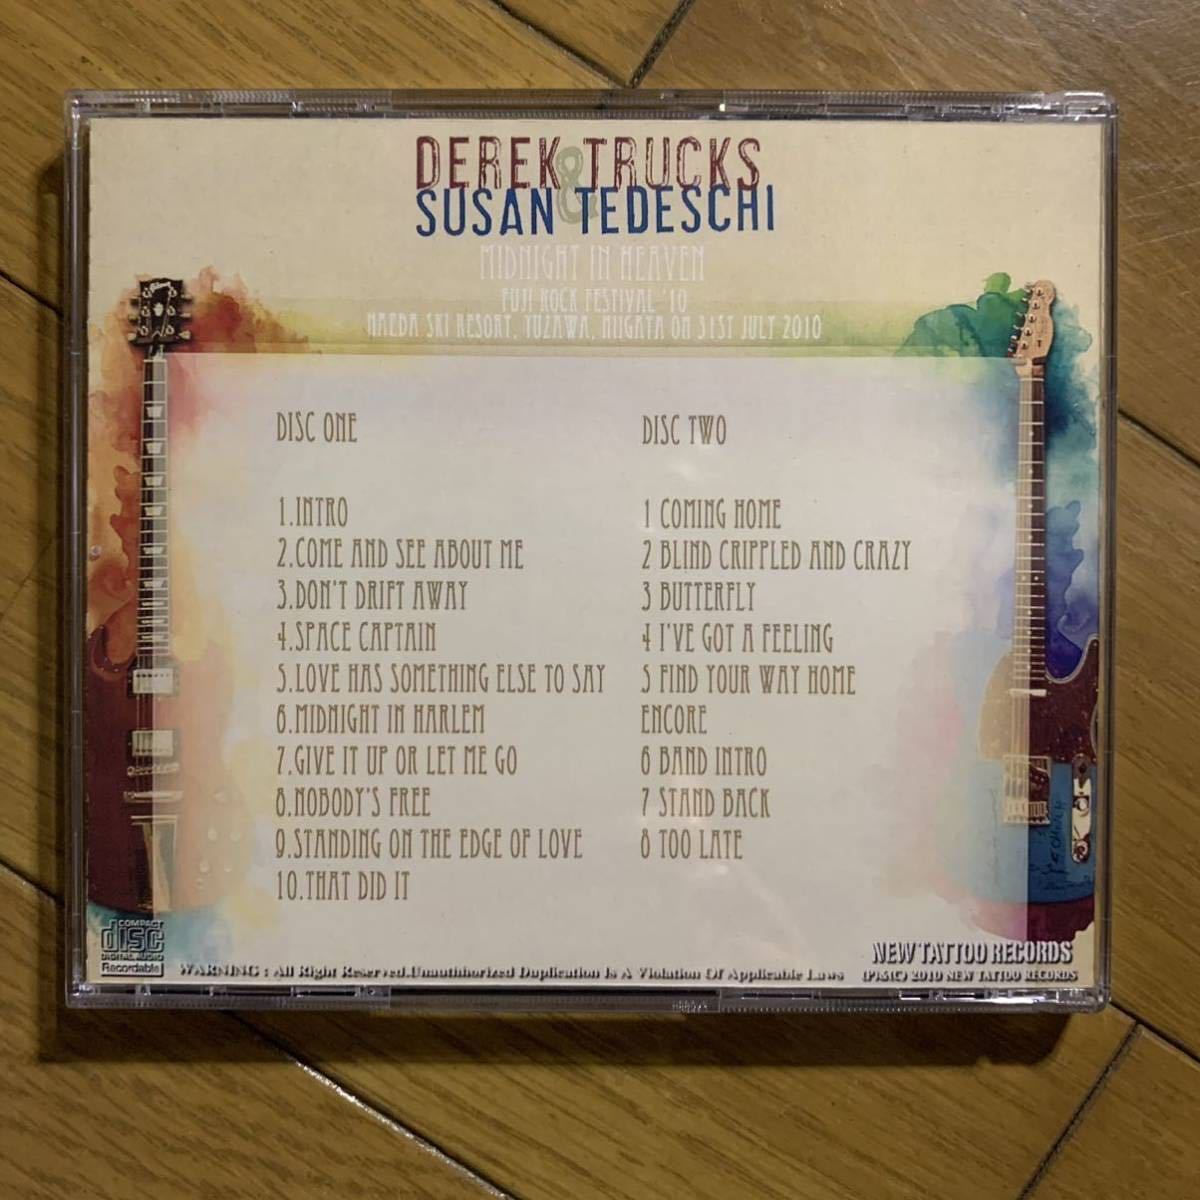 DEREK & TRUCKS
SUSAN TEDESCHI
MIDNIGHT IN HEAVEN
FUJI ROCK FESTIVAL '10
NAEBA SKI RESORT, YUZAWA, NIIGATA ON 31ST JULY 2010
Gibson
DISC ONE
1.INTRO
2.COME AND SEE ABOUT ME
3.DON'T DRIFT AWAY
4.SPACE CAPTAIN
5.LOVE HAS SOMETHING ELSE TO SAY
6.MIDNIGHT IN HARLEM
7.GIVE IT UP OR LET ME GO
8.NOBODY'S FREE
9.STANDING ON THE EDGE OF LOVE
10.THAT DID IT
DISC TWO
1 COMING HOME
2 BLIND CRIPPLED AND CRAZY
3 BUTTERFLY
4 I'VE GOT A FEELING
5 FIND YOUR WAY HOME
ENCORE
6 BAND INTRO
7 STAND BACK
8 TOO LATE
COMPACT
disc
DIGITAL AUDIO
Recordable
WARNING : All Right Reserved.Unauthhorized Duplication Is A Violation Of Applicable Laws
NEW TATTOO RECORDS
(P)&(C) 2010 NEW TATTOO RECORDS